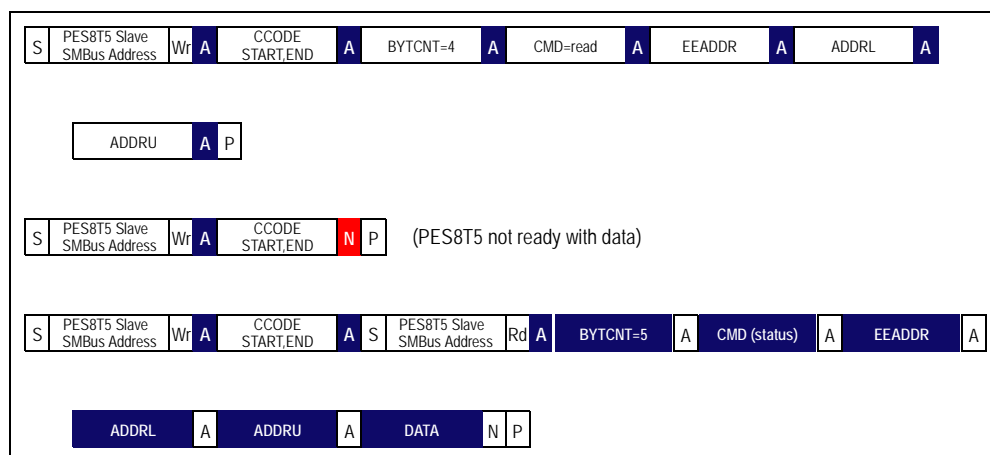 S PES8T5 Slave SMBus Address Wr A CCODE START,END A BYTCNT=4 A CMD=read A EEADDR A ADDRL A
ADDRU A P
S PES8T5 Slave SMBus Address Wr A CCODE START,END N P (PES8T5 not ready with data)
S PES8T5 Slave SMBus Address Wr A CCODE START,END A S PES8T5 Slave SMBus Address Rd A BYTCNT=5 A CMD (status) A EEADDR A
ADDRL A ADDRU A DATA N P